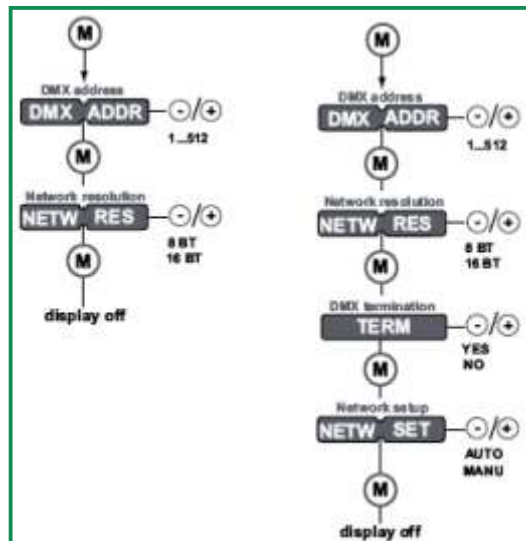 M
DMX address
DMX ADDR -/+
1...512
M
Network resolution
NETW RES -/+
8 BT
16 BT
M
display off
M
DMX address
DMX ADDR -/+
1...512
M
Network resolution
NETW RES -/+
8 BT
16 BT
M
DMX termination
TERM -/+
YES
NO
M
Network setup
NETW SET -/+
AUTO
MANU
M
display off